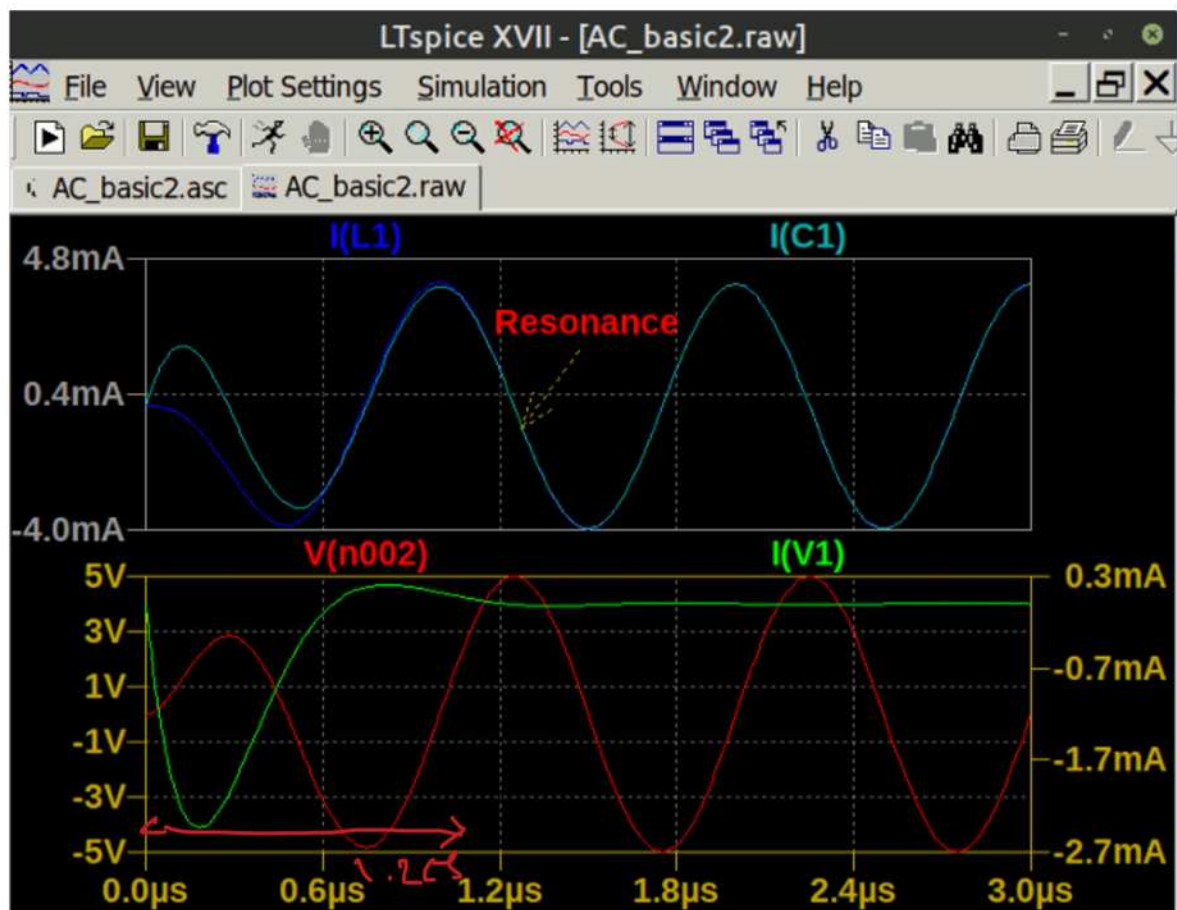 LTspice XVII - [AC_basic2.raw]
File View Plot Settings Simulation Tools Window Help
AC_basic2.asc AC_basic2.raw
I(L1) I(C1)
4.8mA
Resonance
0.4mA
-4.0mA
V(n002) I(V1)
5V 0.3mA
3V
1V -0.7mA
-1V -1.7mA
-3V
-5V -2.7mA
0.0µs 0.6µs 1.2µs 1.8µs 2.4µs 3.0µs